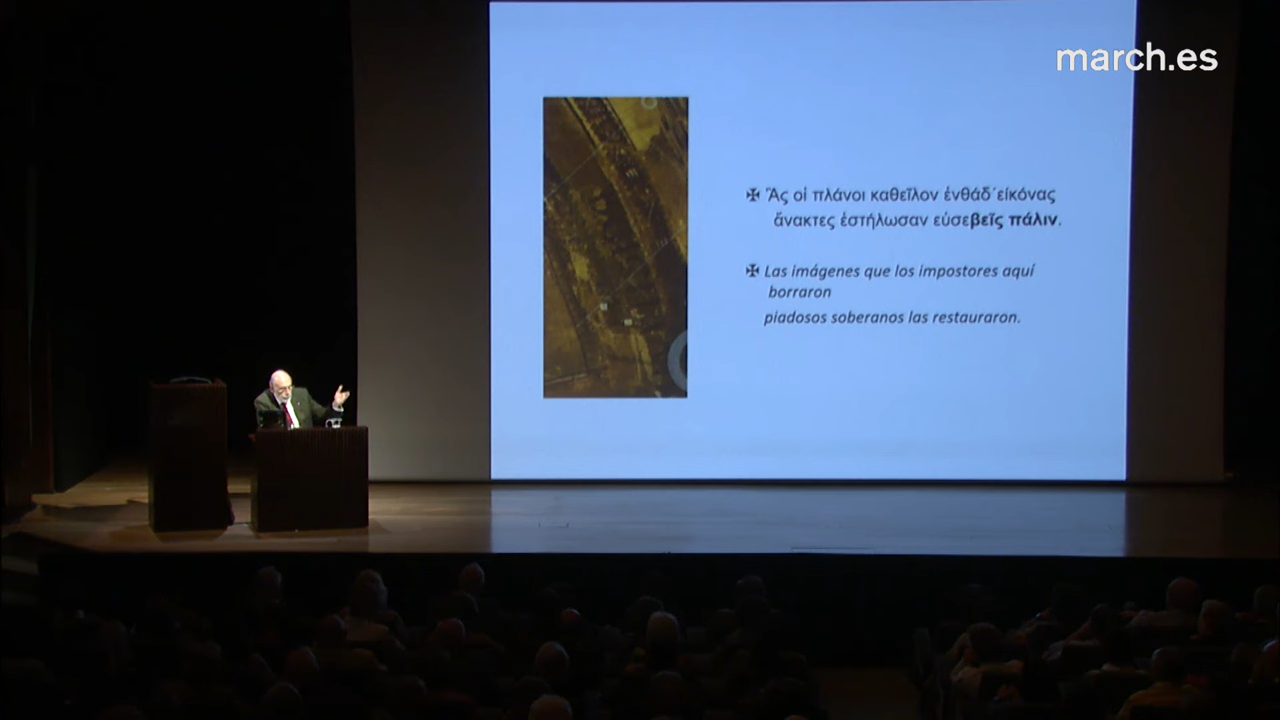 march.es
✠ Ἃς οἱ πλάνοι καθεῖλον ἐνθάδ᾽εἰκόνας
ἄνακτες ἐστήλωσαν εὐσεβεῖς πάλιν.
✠ Las imágenes que los impostores aquí
borraron
piadosos soberanos las restauraron.